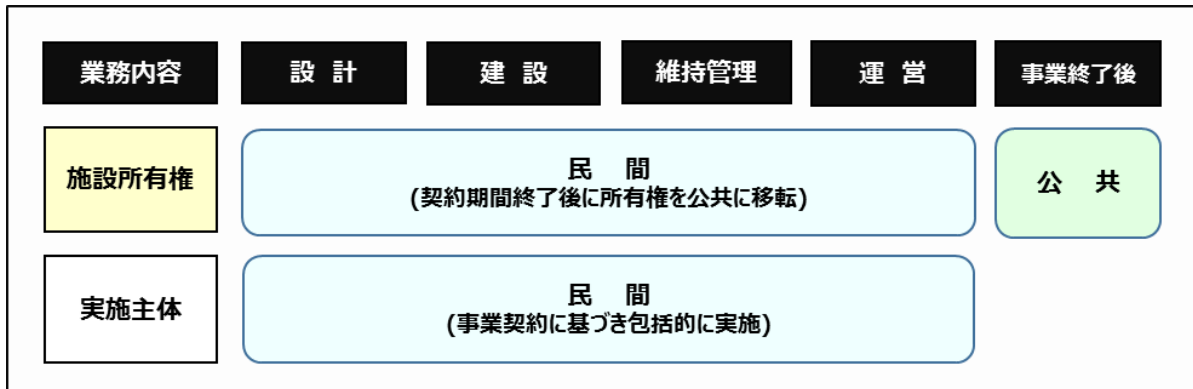 業務内容 設 計 建 設 維持管理 運 営 事業終了後
施設所有権 民 間 公 共
(契約期間終了後に所有権を公共に移転)
実施主体 民 間
(事業契約に基づき包括的に実施)